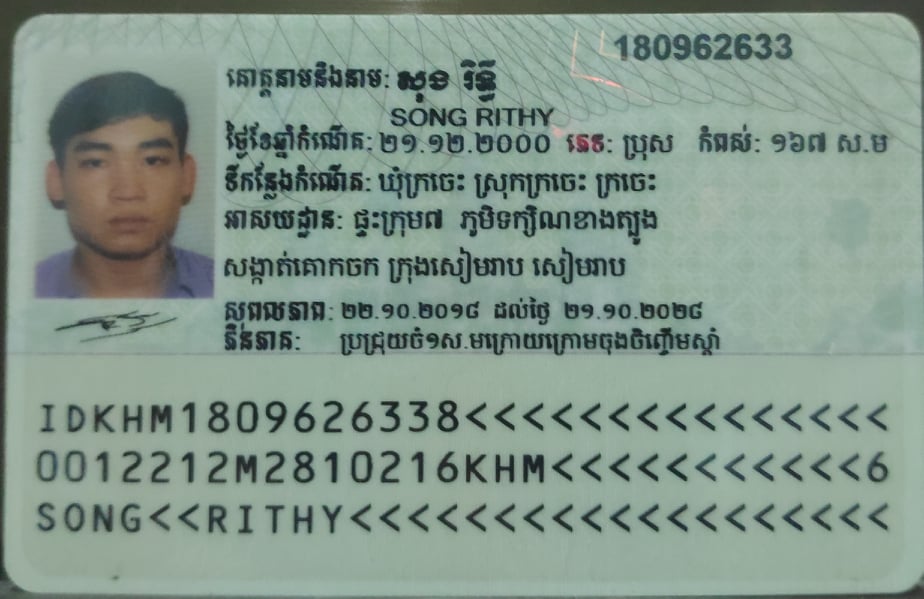 180962633
គោត្តនាមនិងនាម: សុង រិទ្ធី
SONG RITHY
ថ្ងៃខែឆ្នាំកំណើត: ២១.១២.២០០០ ភេទ: ប្រុស កំពស់: ១៦៧ ស.ម
ទីកន្លែងកំណើត: ឃុំក្រចេះ ស្រុកក្រចេះ ក្រចេះ
អាសយដ្ឋាន: ផ្ទះក្រុម៧ ភូមិទក្សិណខាងត្បូង
សង្កាត់គោកចក ក្រុងសៀមរាប សៀមរាប
សុពលភាព: ២២.១០.២០១៨ ដល់ថ្ងៃ ២១.១០.២០២៨
ភិនភាគ: ប្រជ្រុយចំ១ស.មក្រោយក្រោមចុងចិញ្ចើមស្តាំ
IDKHM1809626338<<<<<<<<<<<<<<<
0012212M2810216KHM<<<<<<<<<<<6
SONG<<RITHY<<<<<<<<<<<<<<<<<<<